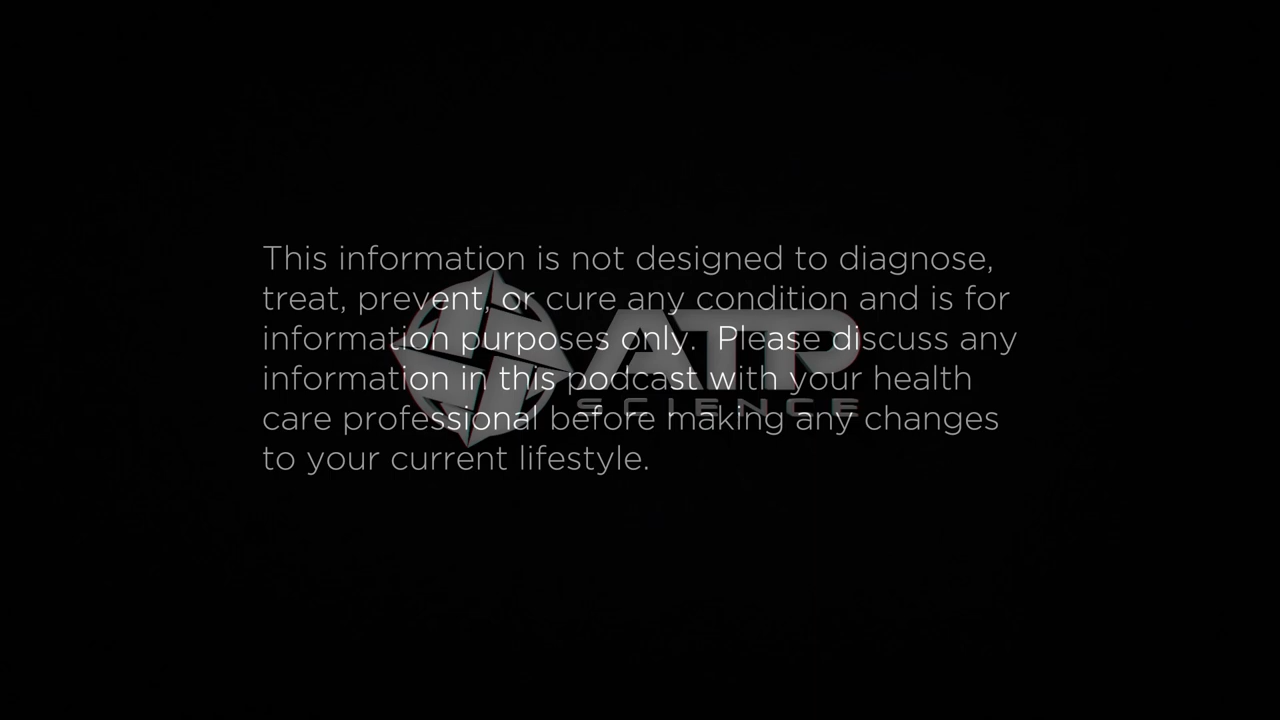 This information is not designed to diagnose,
treat, prevent, or cure any condition and is for
information purposes only.  Please discuss any
information in this podcast with your health
care professional before making any changes
to your current lifestyle.
ATP
SCIENCE